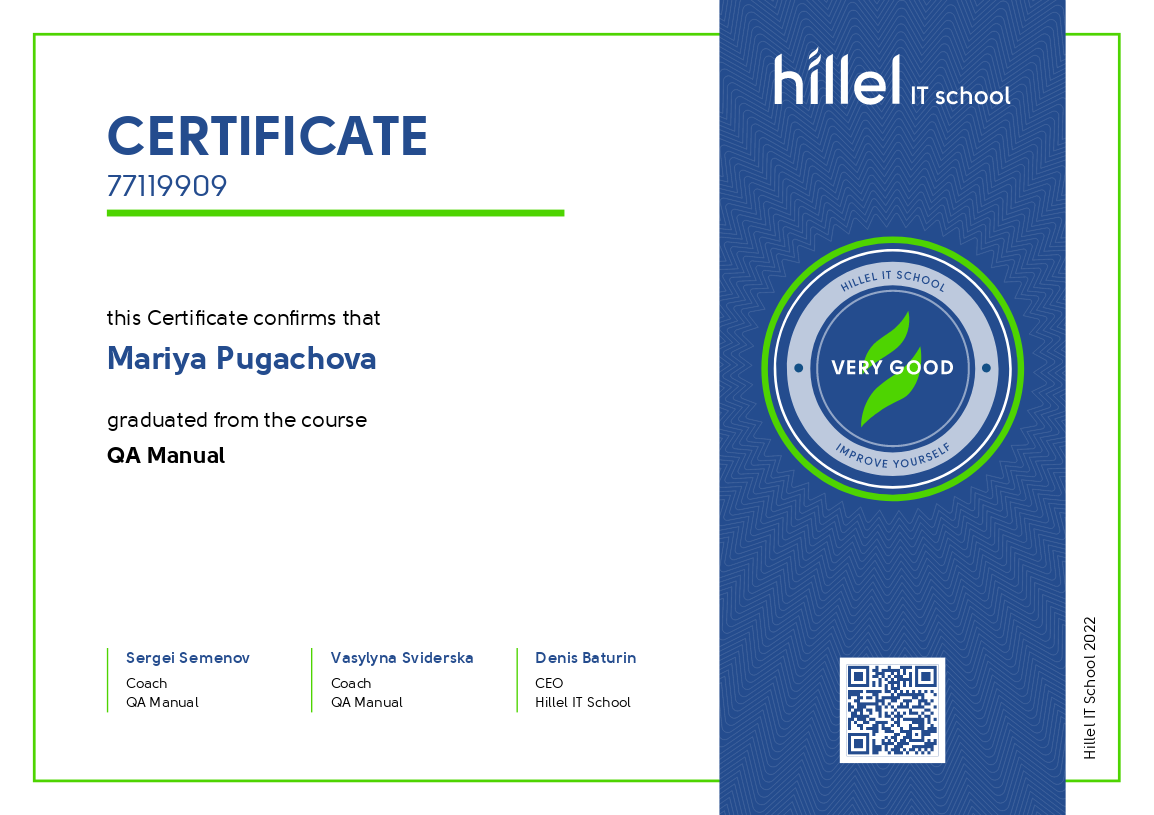 CERTIFICATE
77119909
this Certificate confirms that
Mariya Pugachova
graduated from the course
QA Manual
Sergei Semenov
Coach
QA Manual
Vasylyna Sviderska
Coach
QA Manual
Denis Baturin
CEO
Hillel IT School
hillel IT school
HILLEL IT SCHOOL
VERY GOOD
IMPROVE YOURSELF
Hillel IT School 2022